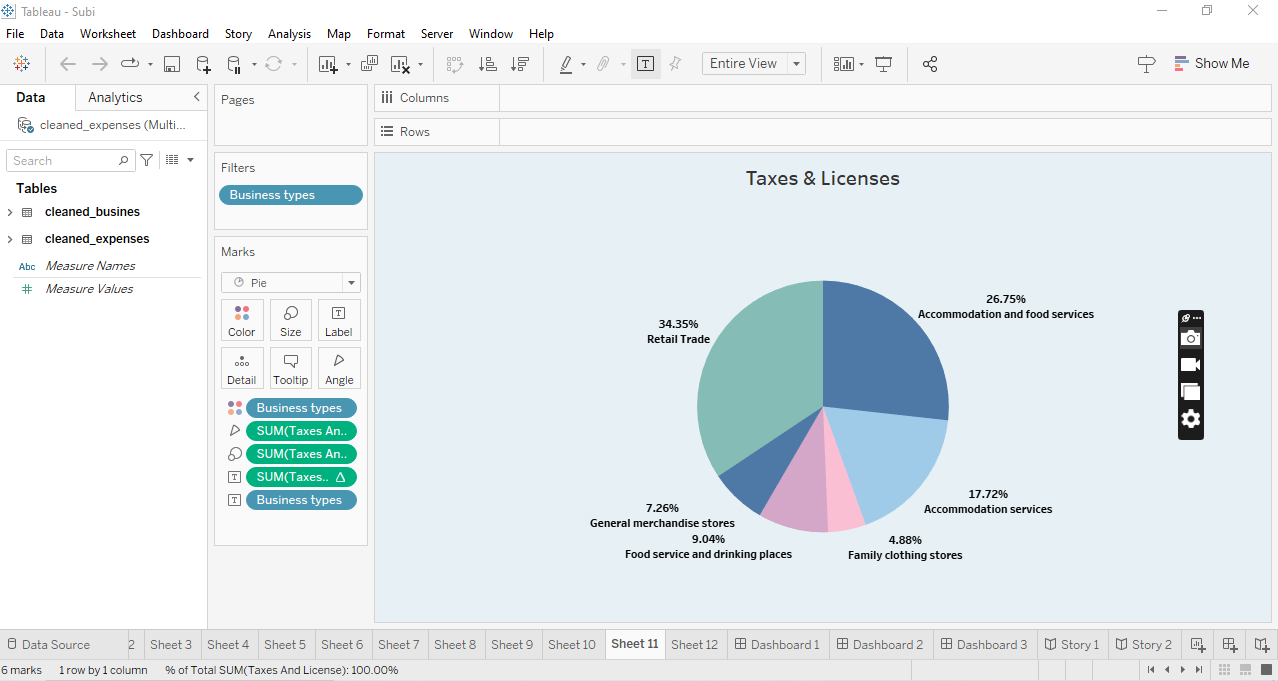 Tableau - Subi
File Data Worksheet Dashboard Story Analysis Map Format Server Window Help
T Entire View Show Me
Data Analytics
cleaned_expenses (Multi...
Search
Tables
cleaned_busines
cleaned_expenses
Abc Measure Names
# Measure Values
Pages
Filters
Business types
Marks
Pie
Color Size T Label
Detail Tooltip Angle
Business types
SUM(Taxes An..
SUM(Taxes An..
T SUM(Taxes.. △
T Business types
Columns
Rows
Taxes & Licenses
26.75%
Accommodation and food services
34.35%
Retail Trade
17.72%
Accommodation services
7.26%
General merchandise stores
9.04%
Food service and drinking places
4.88%
Family clothing stores
Data Source 2 Sheet 3 Sheet 4 Sheet 5 Sheet 6 Sheet 7 Sheet 8 Sheet 9 Sheet 10 Sheet 11 Sheet 12 Dashboard 1 Dashboard 2 Dashboard 3 Story 1 Story 2
6 marks 1 row by 1 column % of Total SUM(Taxes And License): 100.00%